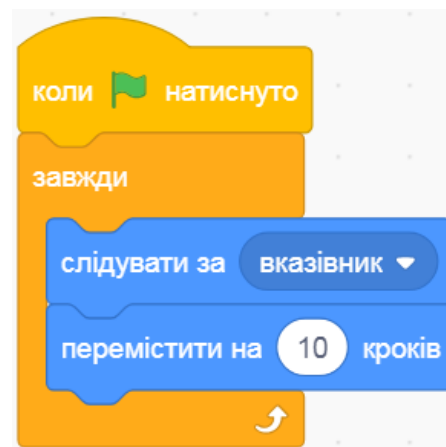 коли натиснуто
завжди
слідувати за вказівник
перемістити на 10 кроків